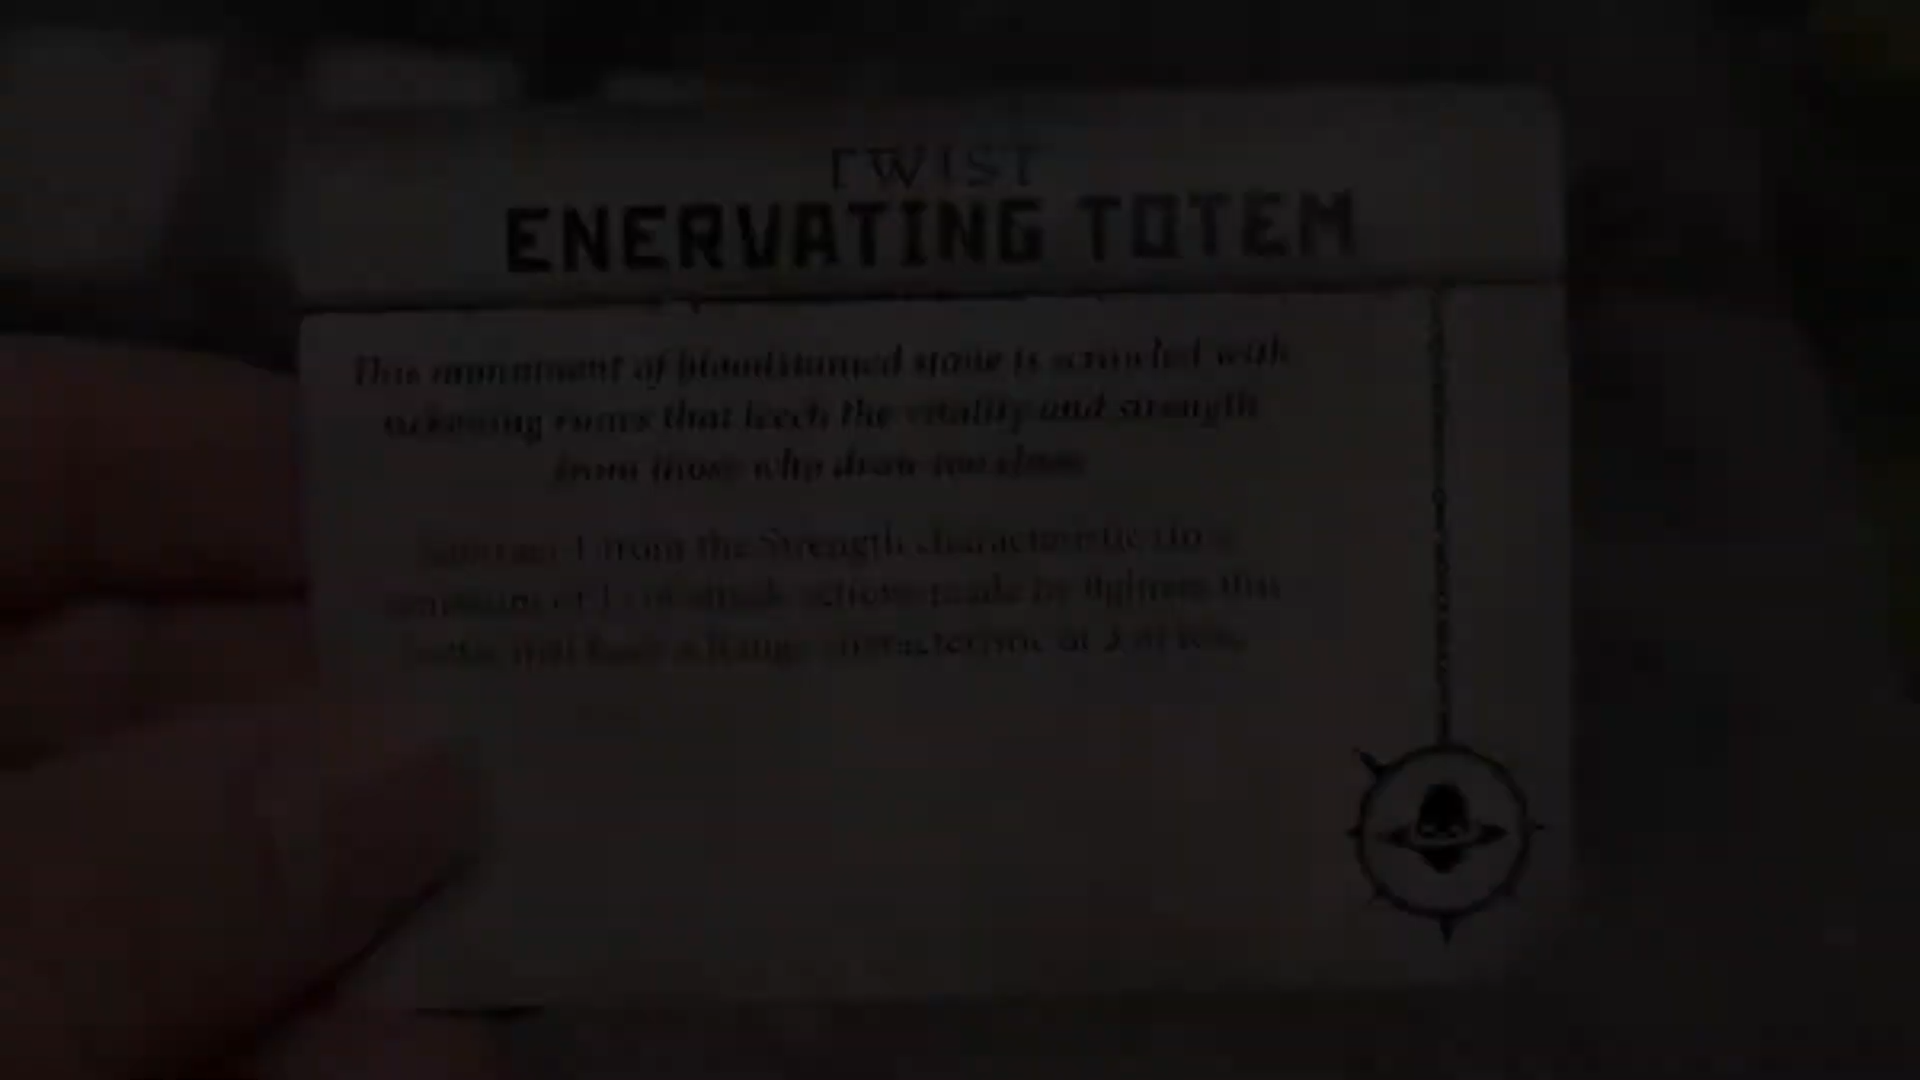 TWIST
ENERVATING TOTEM
This monument of bloodstained stone is scrawled with
sickening runes that leech the vitality and strength
from those who draw too close.
Subtract 1 from the Strength characteristic (to a
minimum of 1) of attack actions made by fighters this
battle that have a Range characteristic of 3 or less.